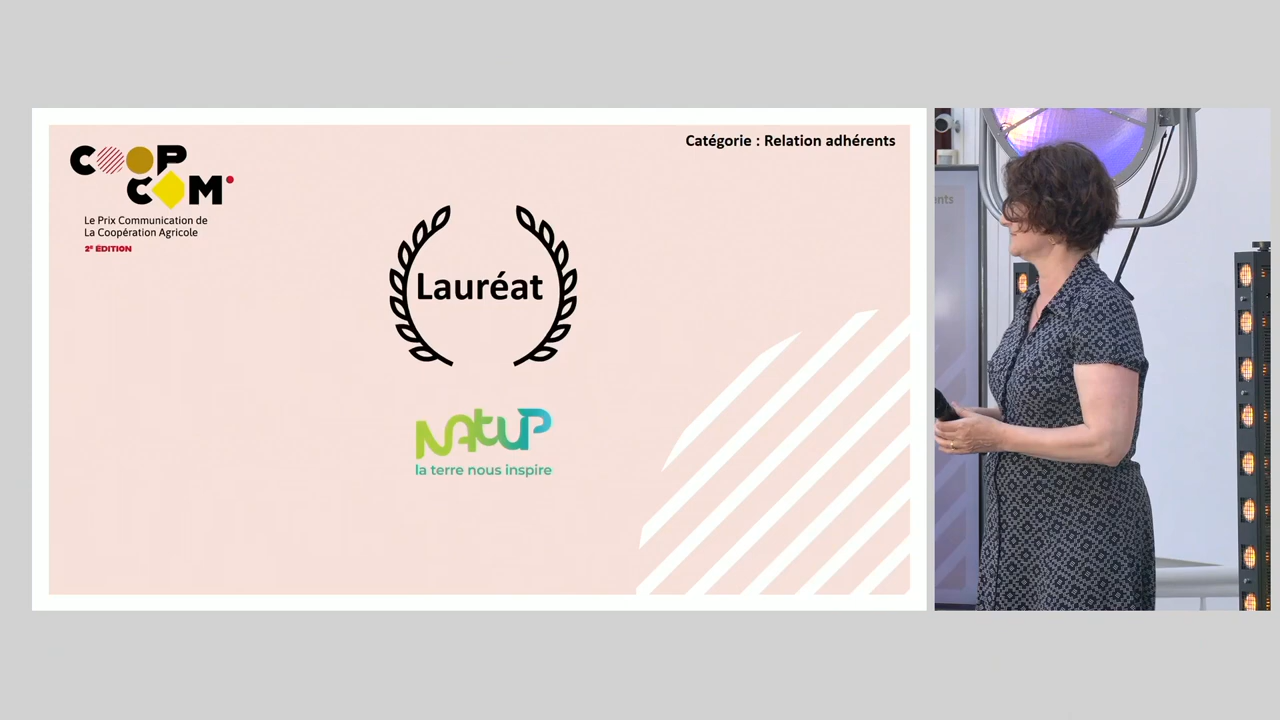 COOP
COM
Le Prix Communication de
La Coopération Agricole
2e ÉDITION
Catégorie : Relation adhérents
Lauréat
NATUP
la terre nous inspire
ents